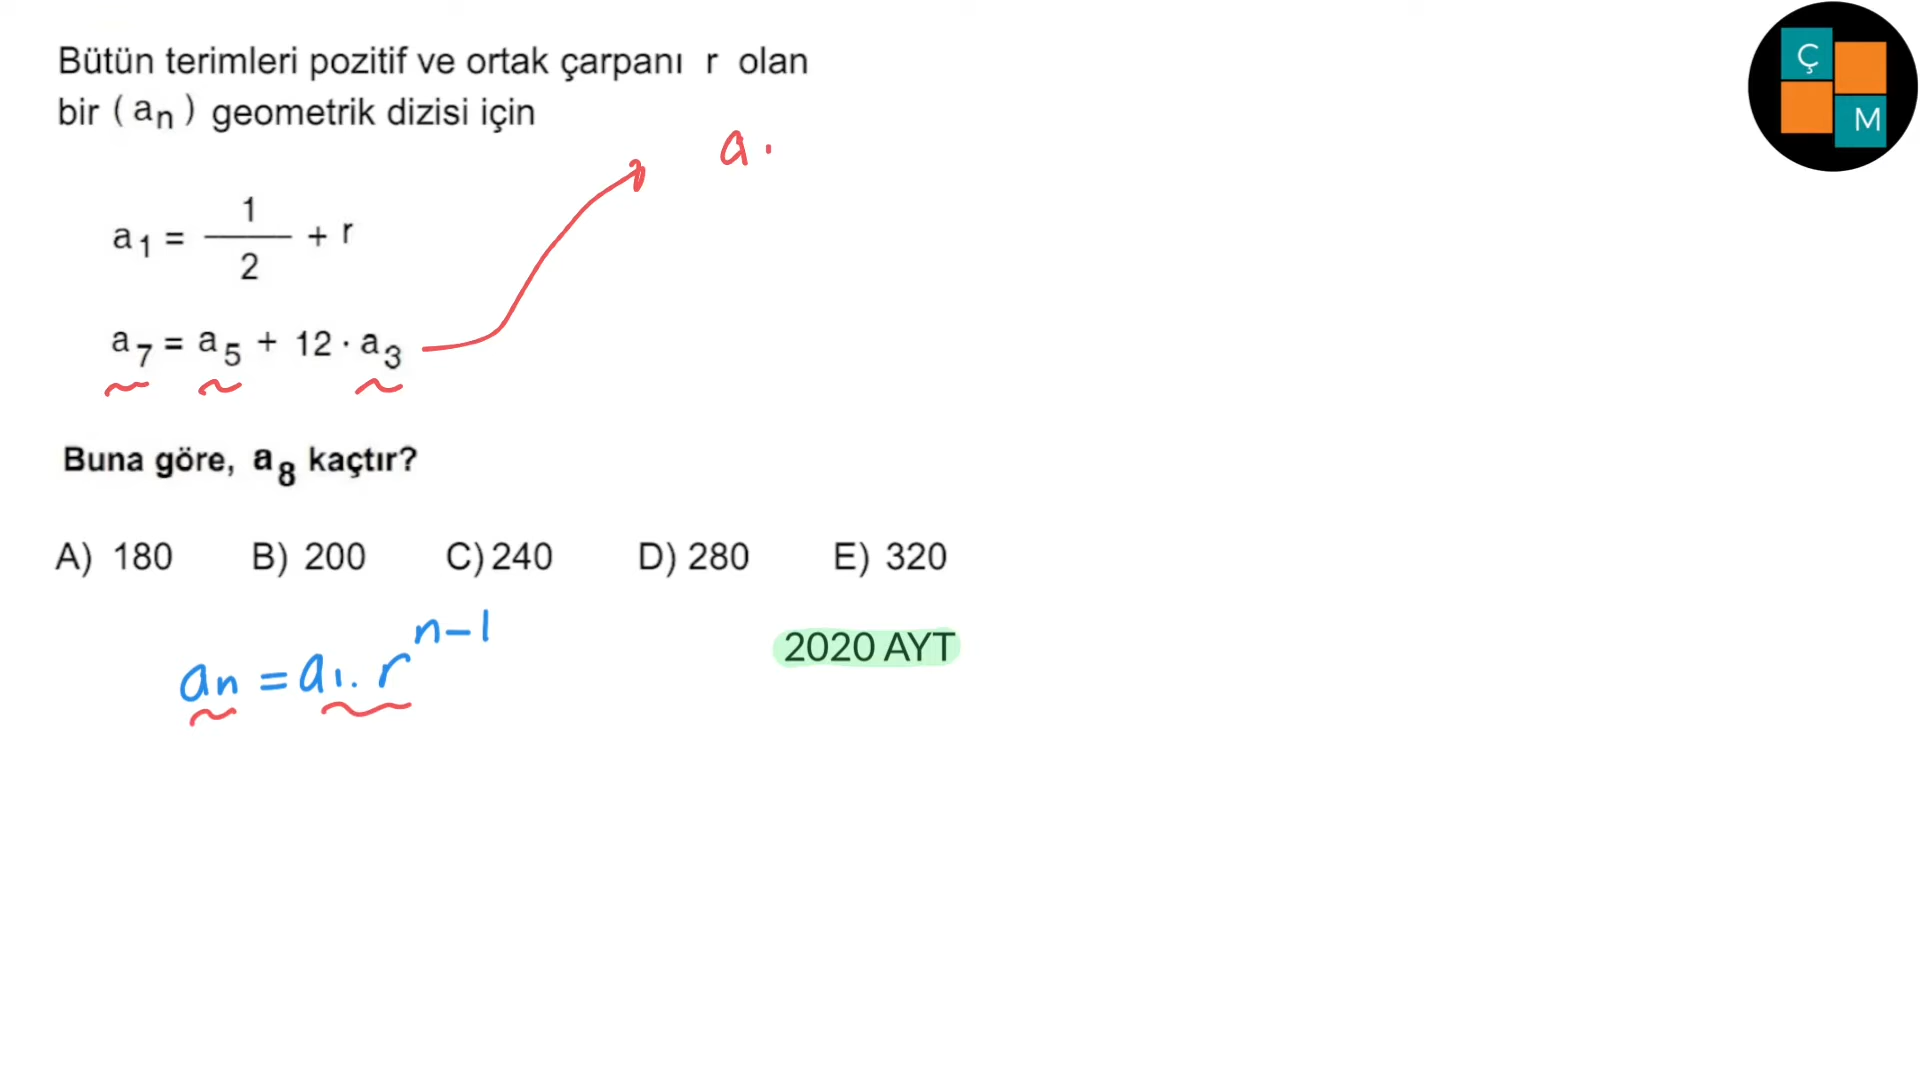 Bütün terimleri pozitif ve ortak çarpanı r olan
bir (aₙ) geometrik dizisi için
a₁ = 1/2 + r
a₇ = a₅ + 12 · a₃
a.
Buna göre, a₈ kaçtır?
A) 180 B) 200 C) 240 D) 280 E) 320
aₙ = a₁. rⁿ⁻¹
2020 AYT
Ç
M